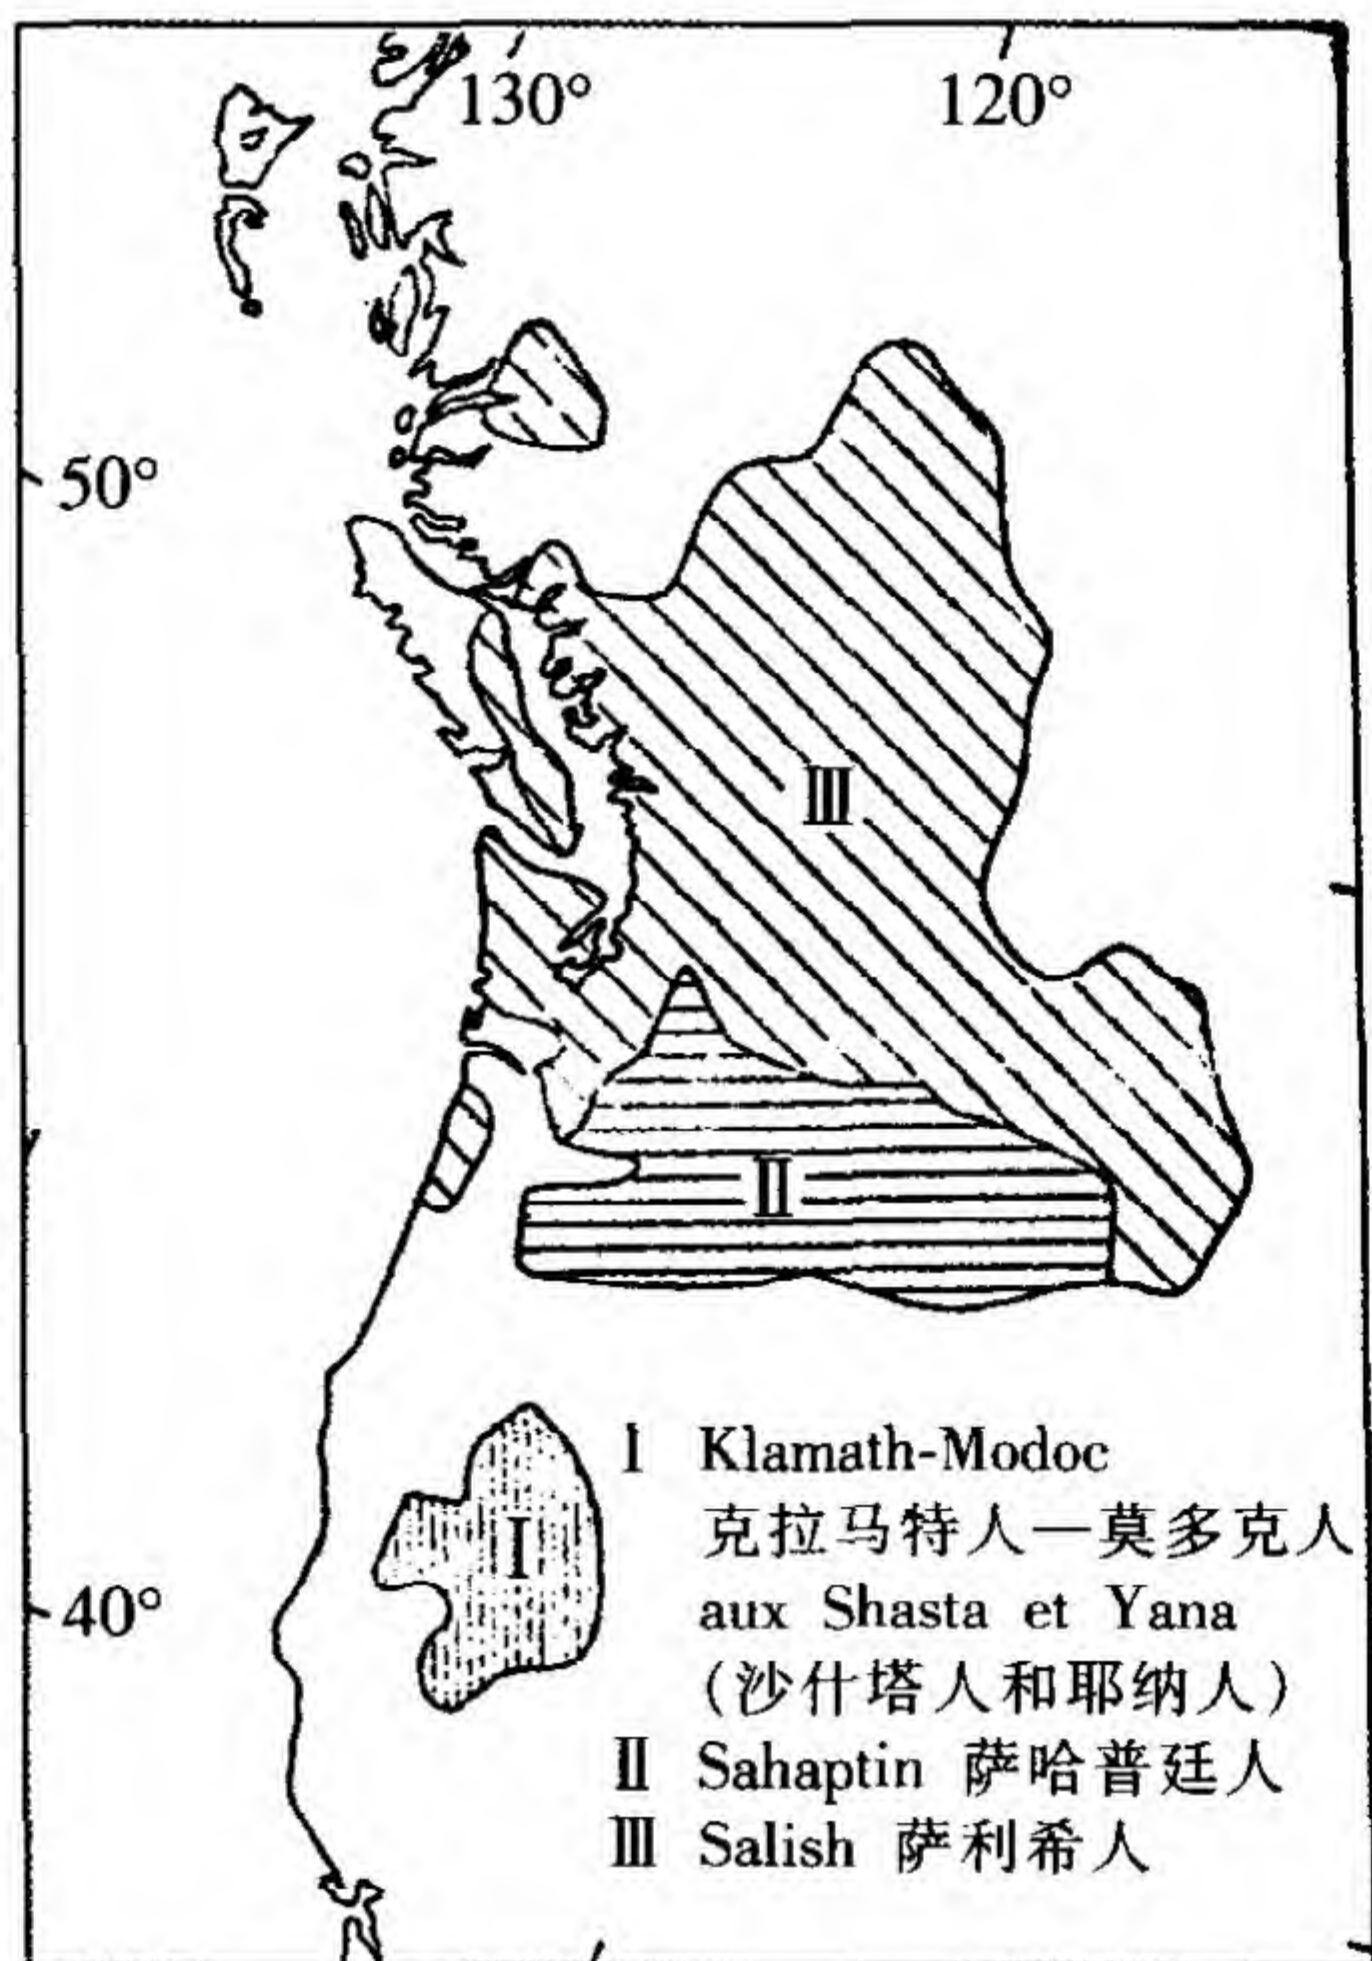 130° 120°
50°
III
II
I
40°
I Klamath-Modoc
克拉马特人—莫多克人
aux Shasta et Yana
(沙什塔人和耶纳人)
II Sahaptin 萨哈普廷人
III Salish 萨利希人